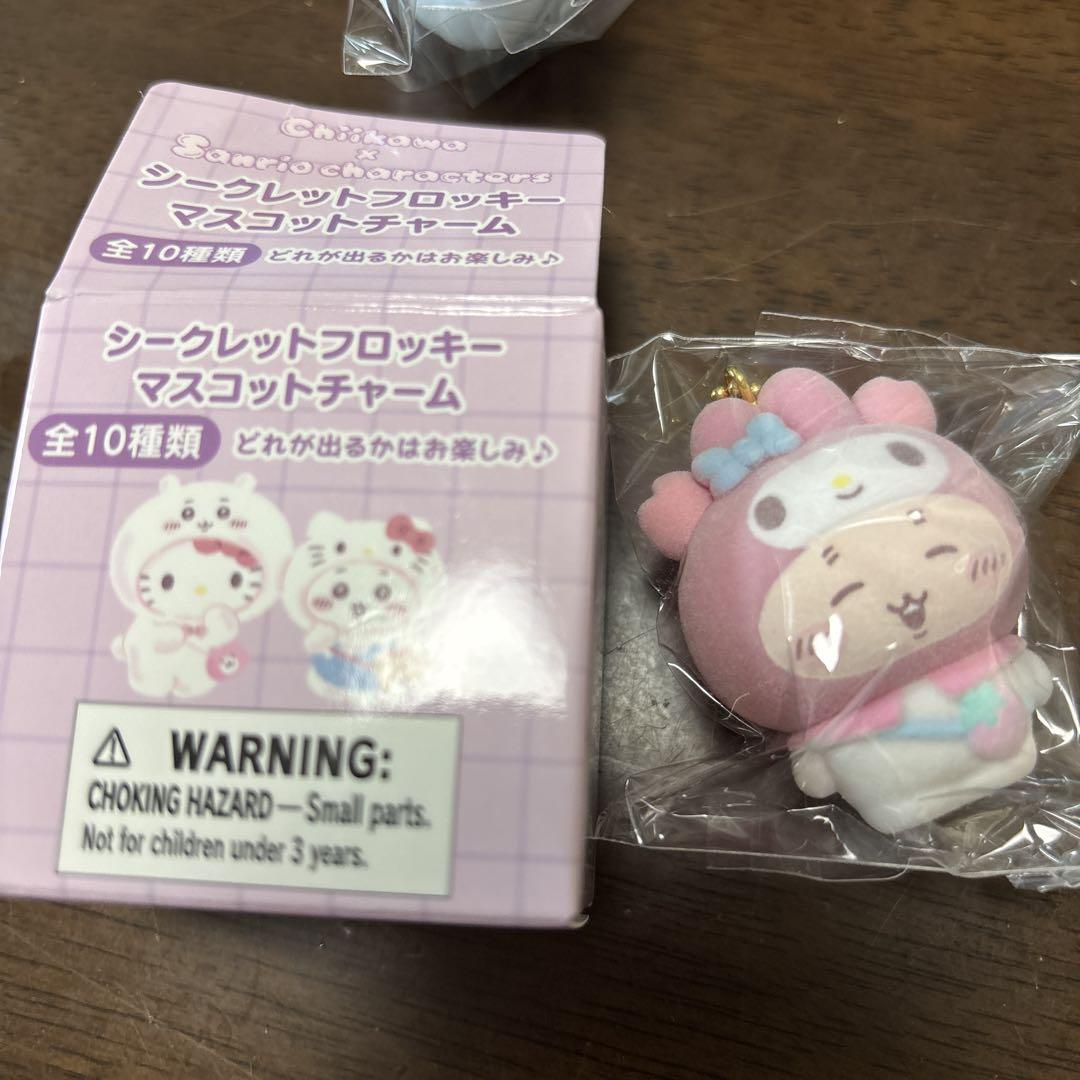 Chiikawa
×
Sanrio characters
シークレットフロッキー
マスコットチャーム
全10種類 どれが出るかはお楽しみ♪
シークレットフロッキー
マスコットチャーム
全10種類 どれが出るかはお楽しみ♪
⚠ WARNING:
CHOKING HAZARD—Small parts.
Not for children under 3 years.